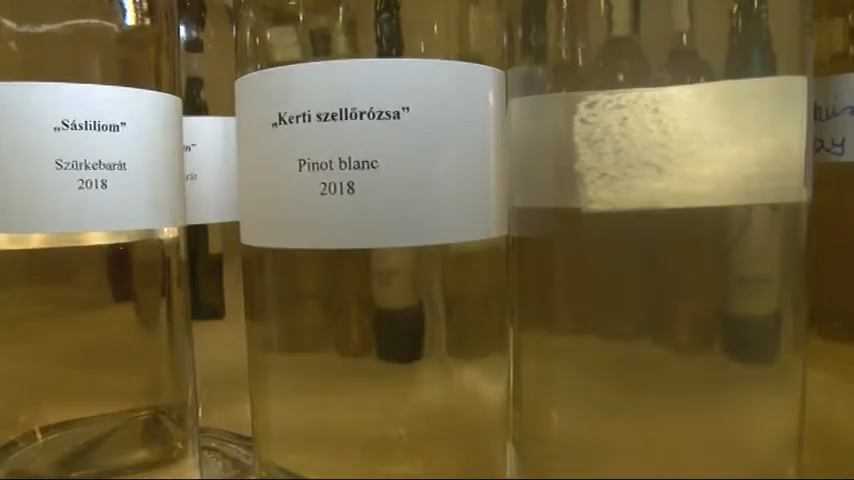 „Sásliliom”
Szürkebarát
2018
„Kerti szellőrózsa”
Pinot blanc
2018